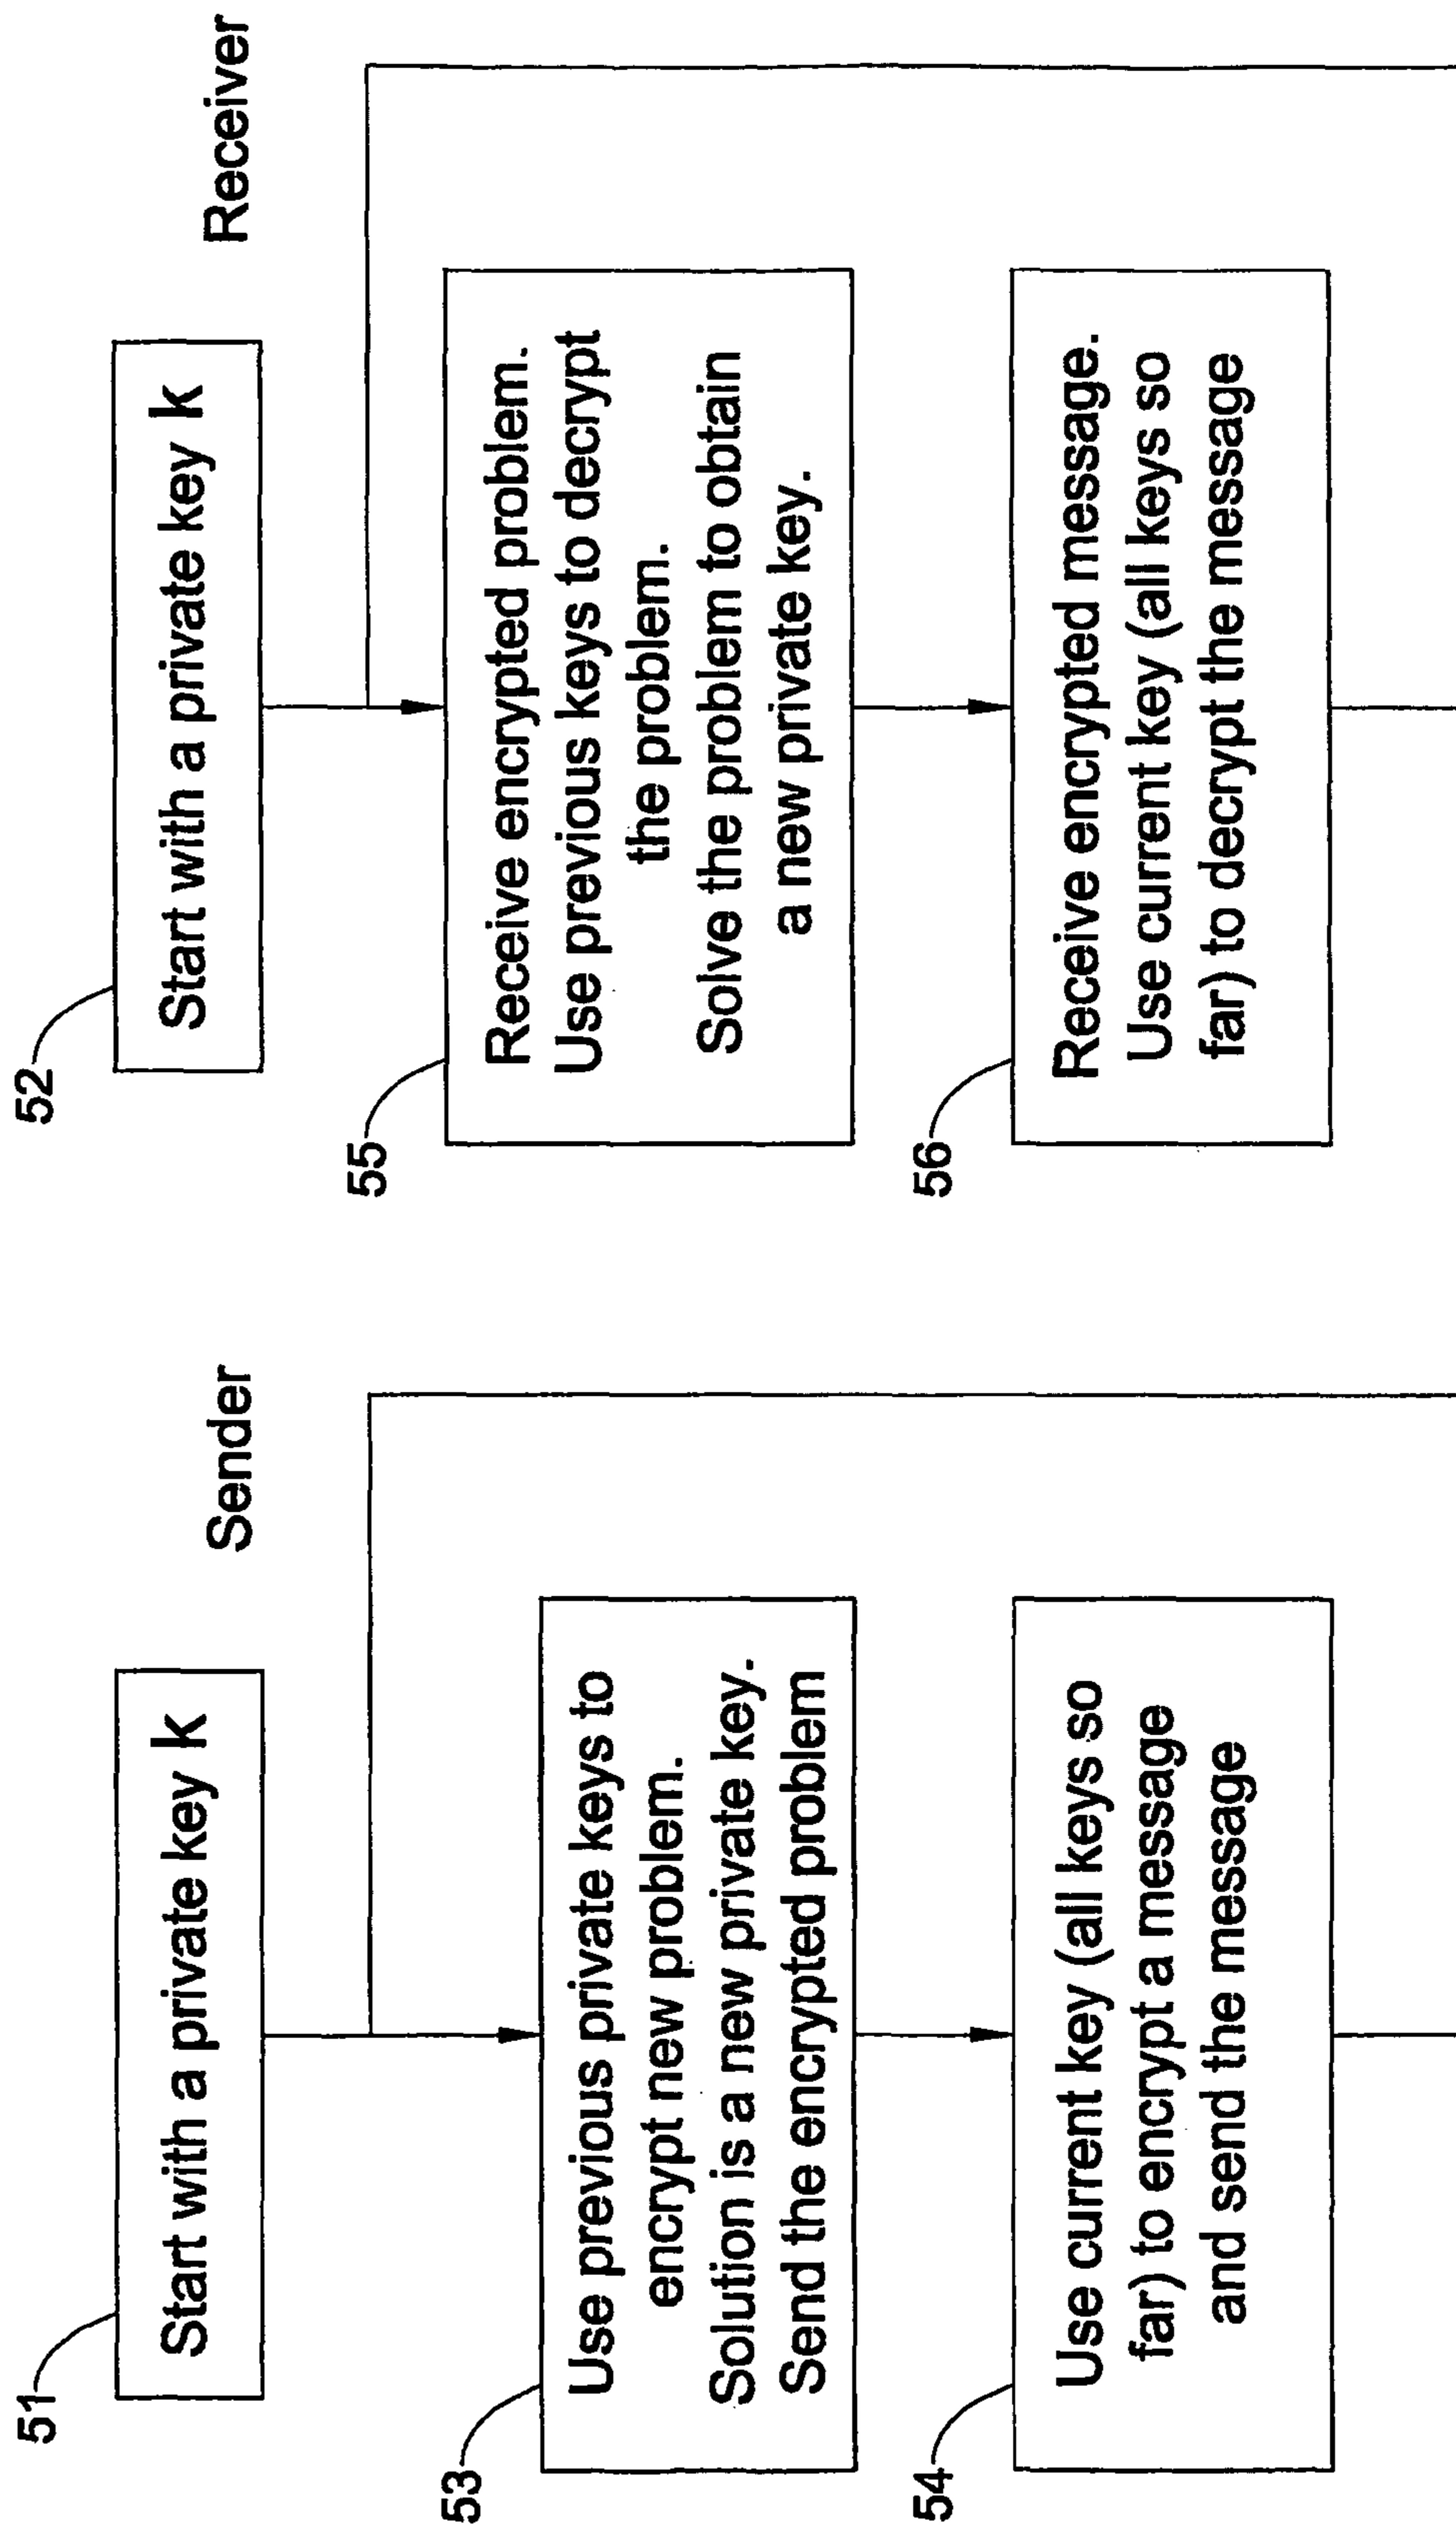 51
Start with a private key k
Sender
53
Use previous private keys to
encrypt new problem.
Solution is a new private key.
Send the encrypted problem
54
Use current key (all keys so
far) to encrypt a message
and send the message
52
Start with a private key k
Receiver
55
Receive encrypted problem.
Use previous keys to decrypt
the problem.
Solve the problem to obtain
a new private key.
56
Receive encrypted message.
Use current key (all keys so
far) to decrypt the message